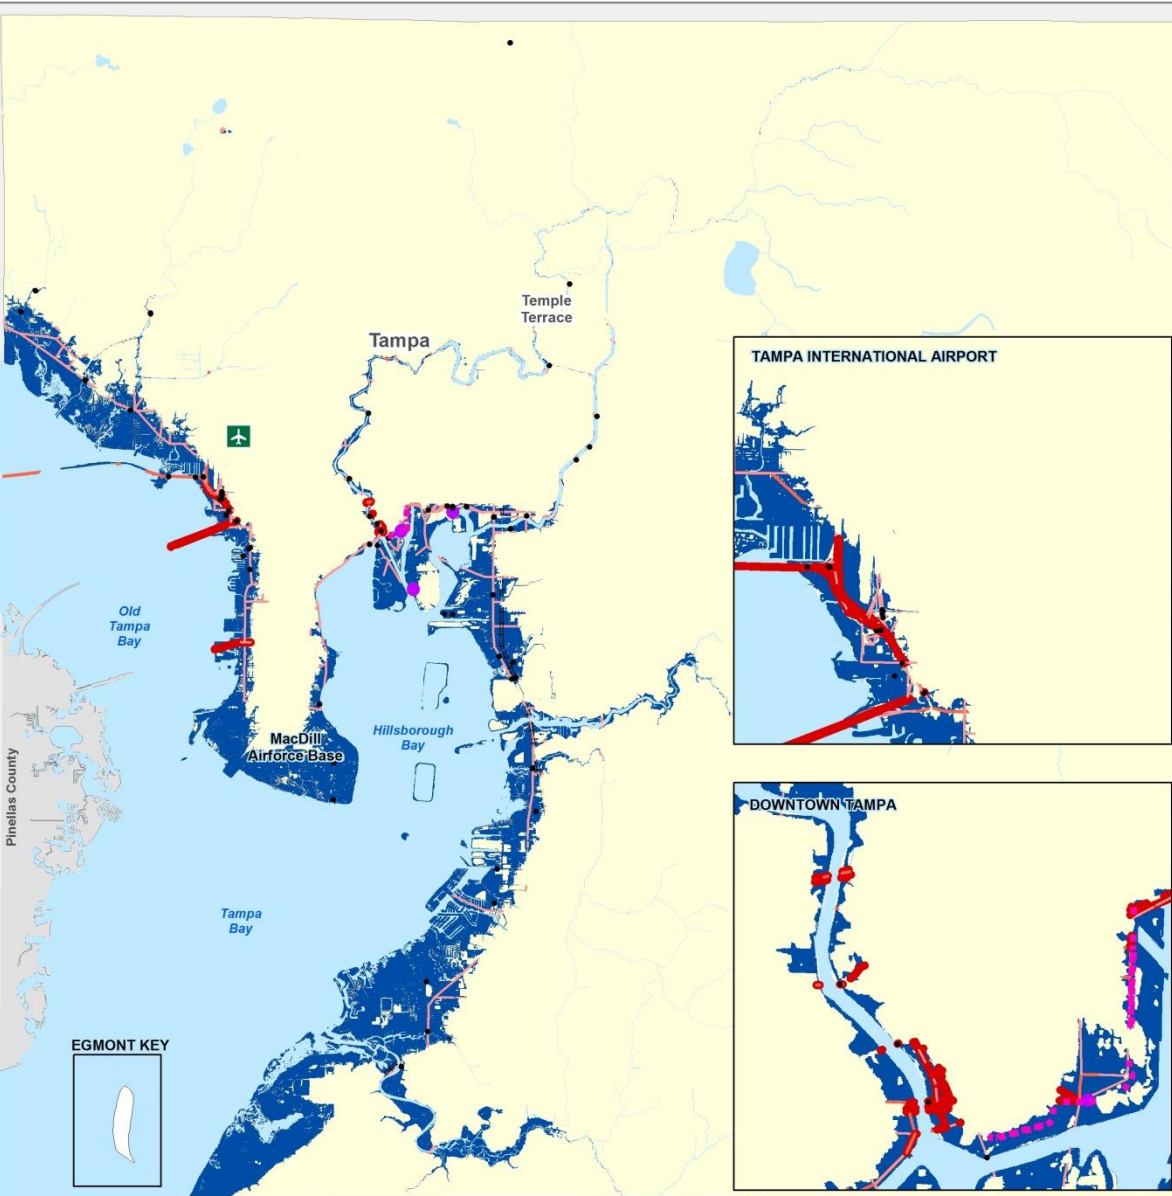 Temple
Terrace
Tampa
TAMPA INTERNATIONAL AIRPORT
Old
Tampa
Bay
Hillsborough
Bay
MacDill
Airforce Base
Pinellas County
DOWNTOWN TAMPA
Tampa
Bay
EGMONT KEY